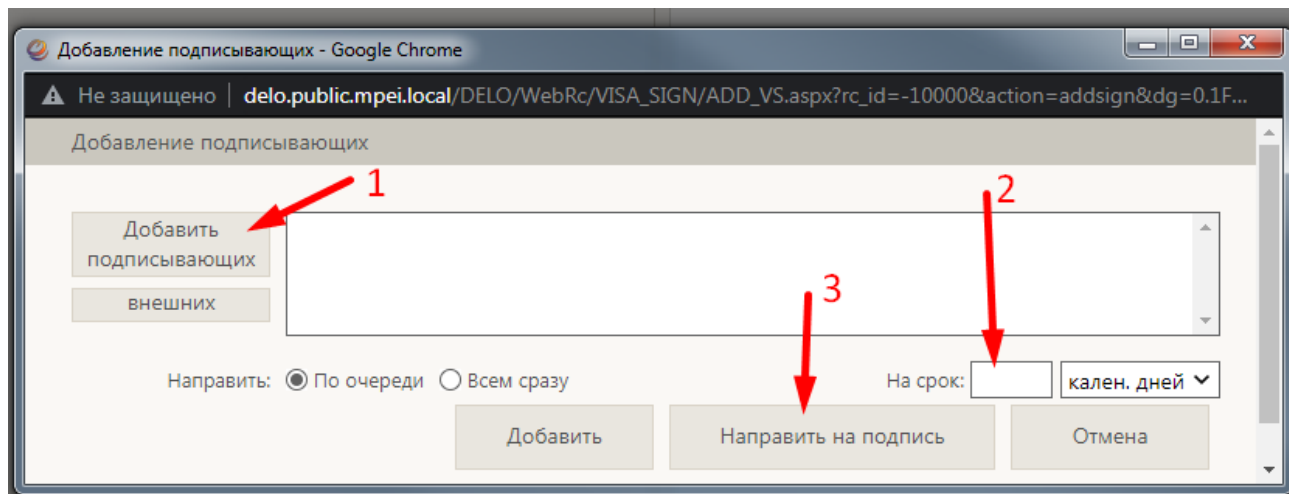 Добавление подписывающих - Google Chrome
Не защищено | delo.public.mpei.local/DELO/WebRc/VISA_SIGN/ADD_VS.aspx?rc_id=-10000&action=addsign&dg=0.1F...
Добавление подписывающих
1
2
Добавить
подписывающих
внешних
3
Направить: По очереди Всем сразу На срок: кален. дней
Добавить Направить на подпись Отмена